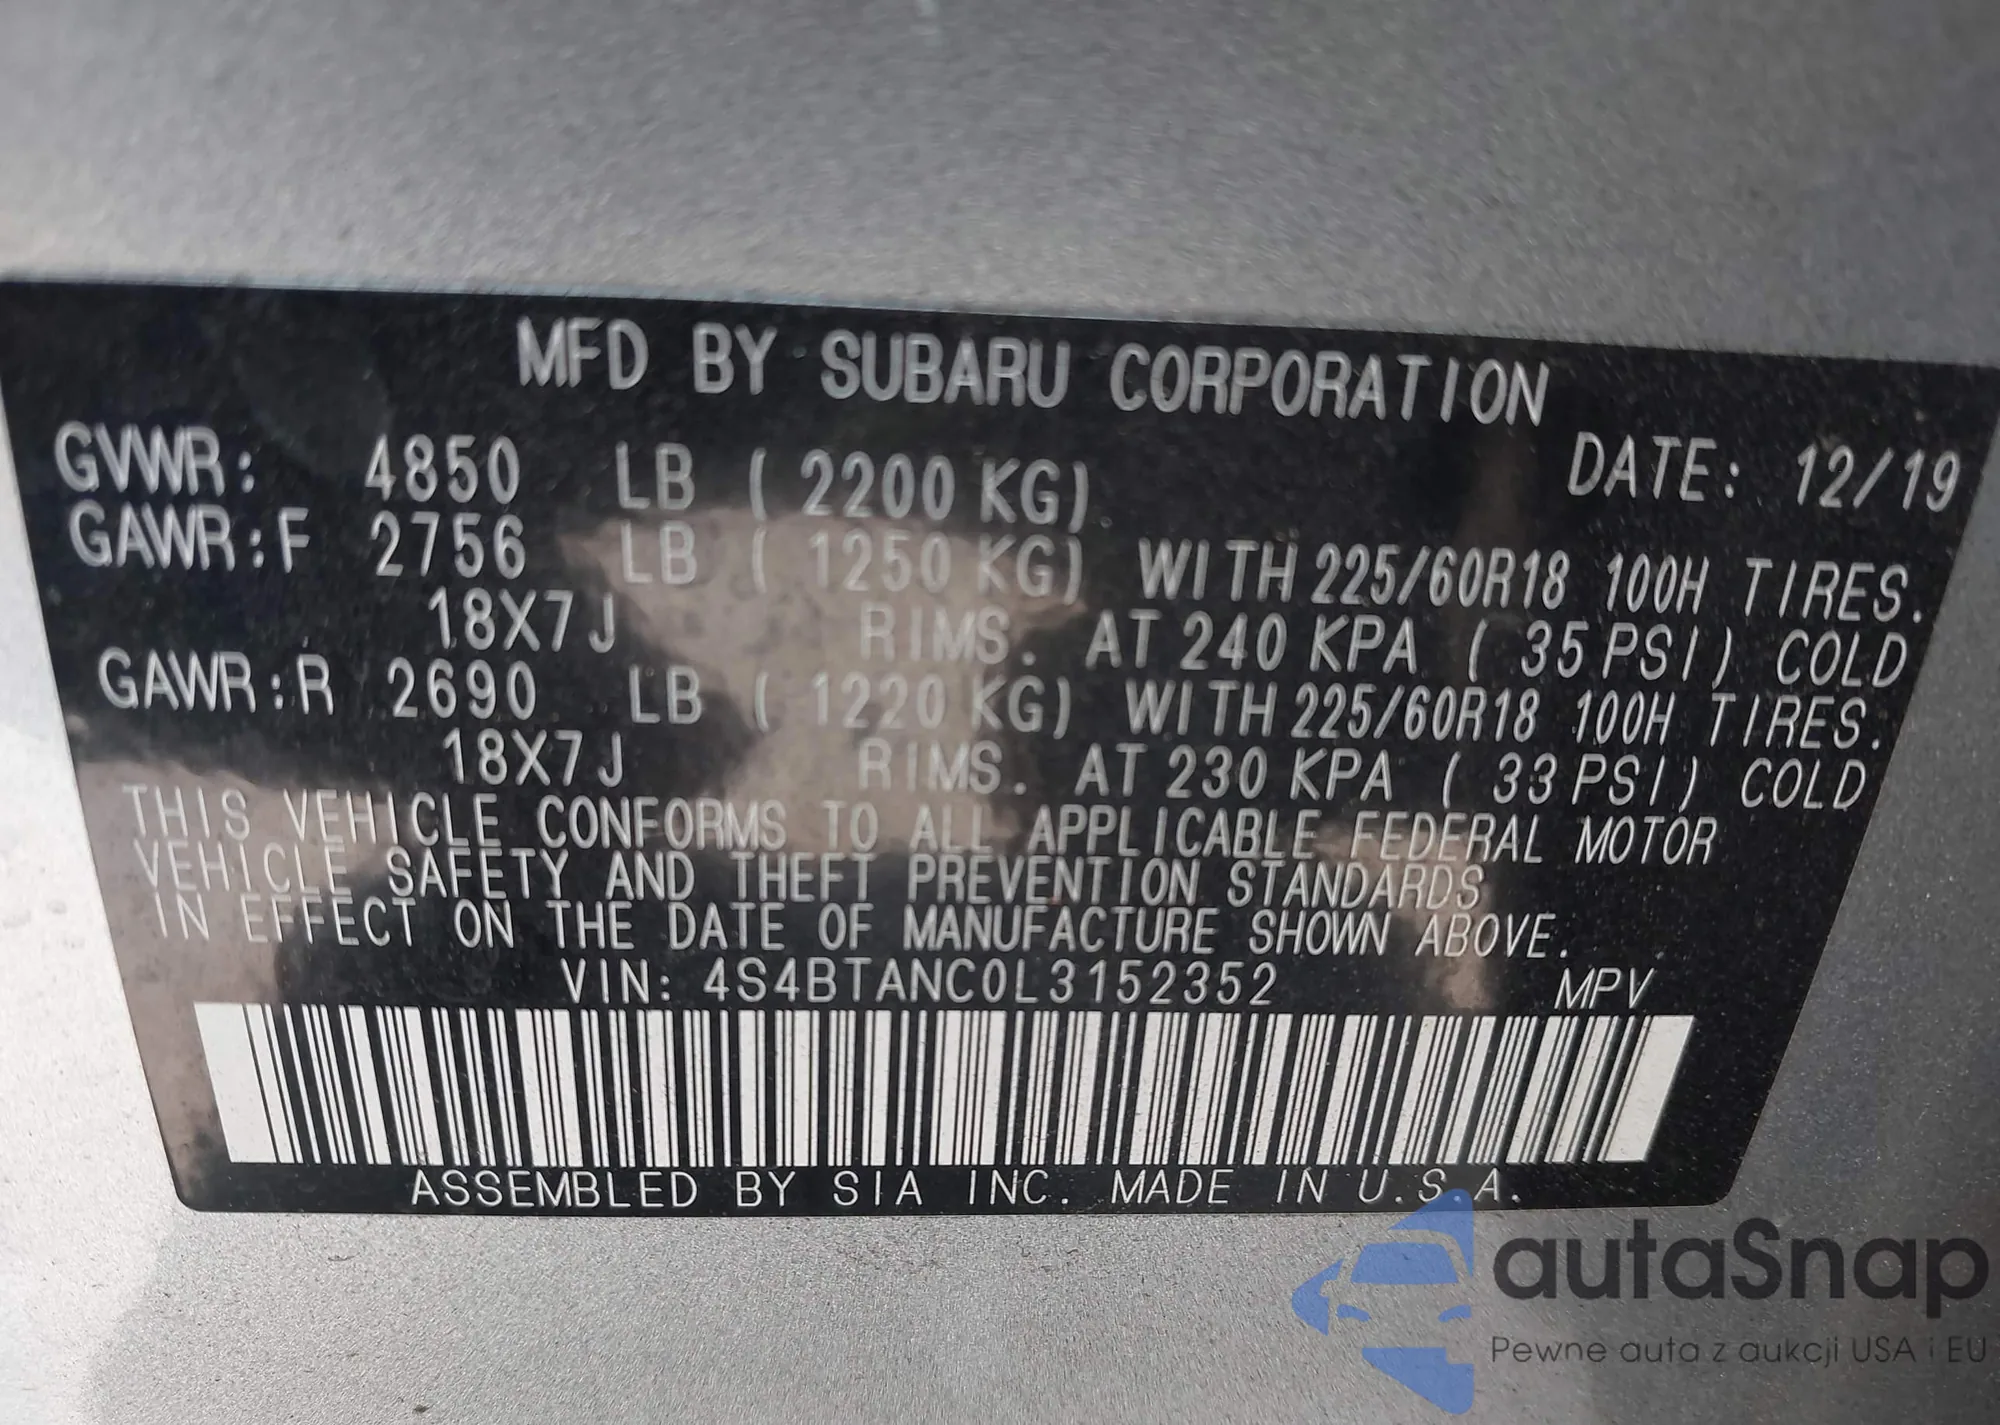 MFD BY SUBARU CORPORATION
GVWR: 4850 LB ( 2200 KG) DATE: 12/19
GAWR:F 2756 LB ( 1250 KG) WITH 225/60R18 100H TIRES.
18X7J RIMS. AT 240 KPA ( 35 PSI) COLD
GAWR:R 2690 LB ( 1220 KG) WITH 225/60R18 100H TIRES.
18X7J RIMS. AT 230 KPA ( 33 PSI) COLD
THIS VEHICLE CONFORMS TO ALL APPLICABLE FEDERAL MOTOR
VEHICLE SAFETY AND THEFT PREVENTION STANDARDS
IN EFFECT ON THE DATE OF MANUFACTURE SHOWN ABOVE.
VIN: 4S4BTANC0L3152352 MPV
ASSEMBLED BY SIA INC. MADE IN U.S.A.
autaSnap
Pewne auta z aukcji USA i EU